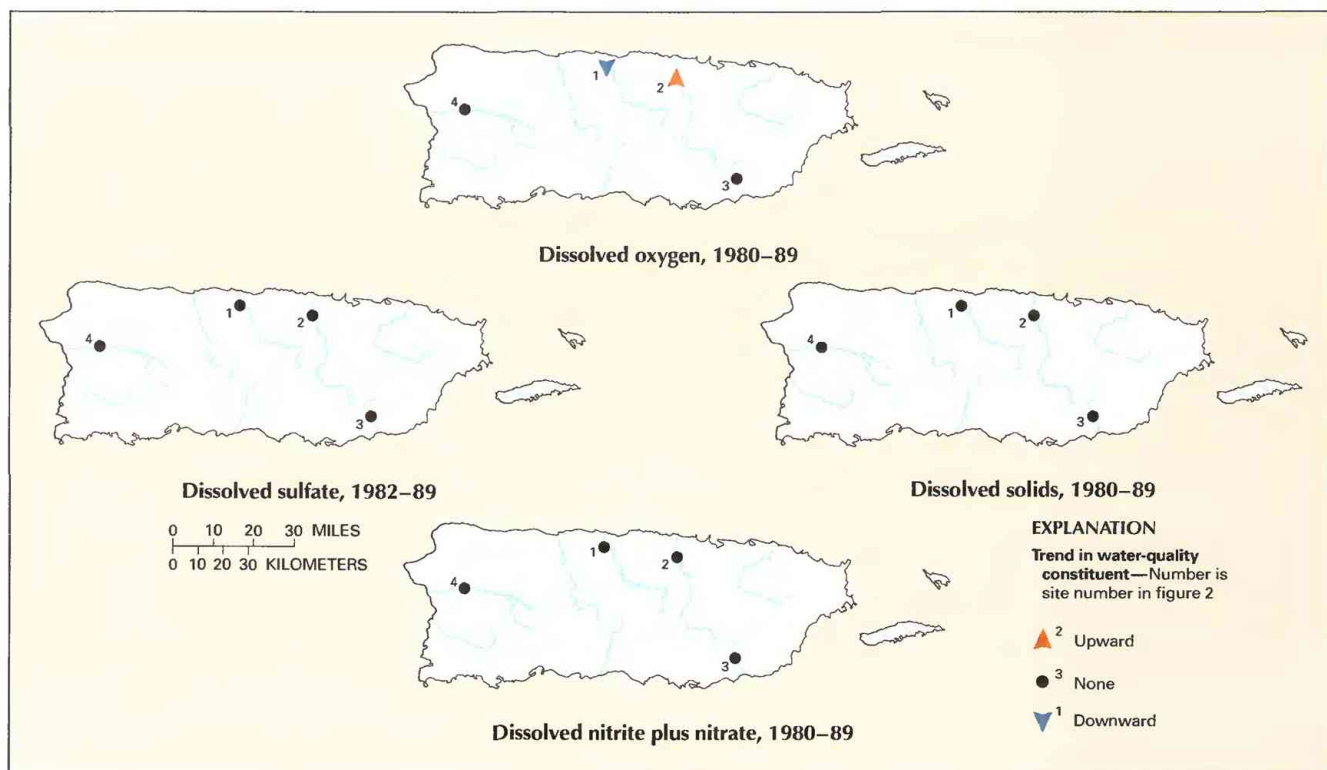 1
2
4
3
Dissolved oxygen, 1980–89
1
2
4
3
Dissolved sulfate, 1982–89
1
2
4
3
Dissolved solids, 1980–89
0 10 20 30 MILES
0 10 20 30 KILOMETERS
1
2
4
3
Dissolved nitrite plus nitrate, 1980–89
EXPLANATION
Trend in water-quality
constituent—Number is
site number in figure 2
2 Upward
3 None
1 Downward